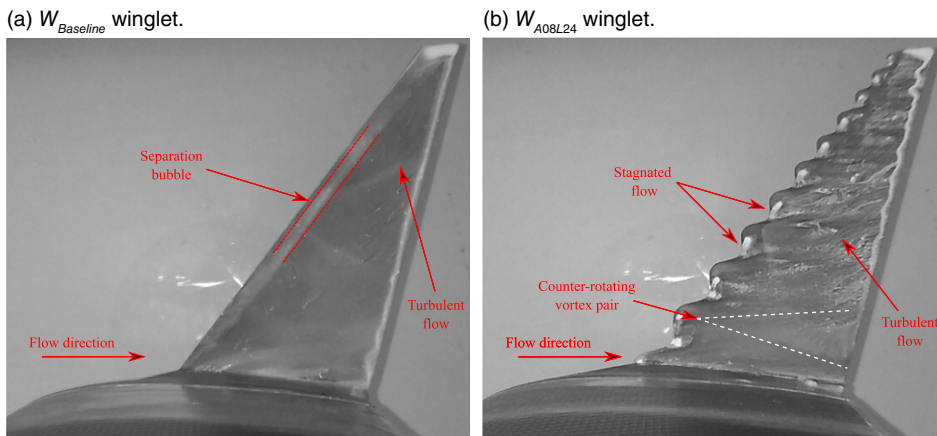 (a) W_Baseline winglet.
Separation
bubble
Turbulent
flow
Flow direction
(b) W_A08L24 winglet.
Stagnated
flow
Counter-rotating
vortex pair
Turbulent
flow
Flow direction